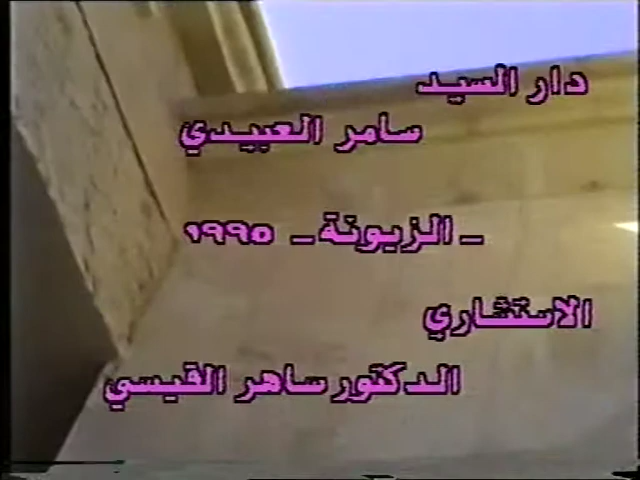 دار السيد
سامر العبيدي
- الزيونة - ١٩٩٥
الاستشاري
الدكتور ساهر القيسي